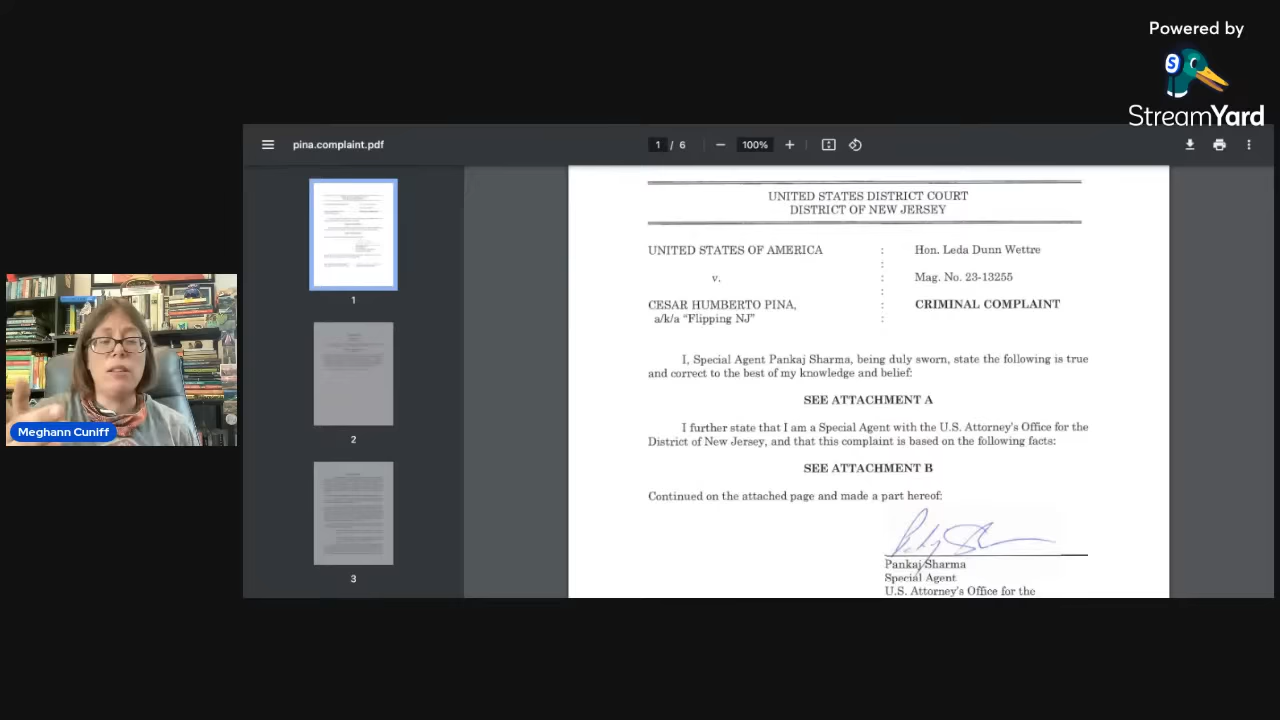 Powered by
StreamYard
pina.complaint.pdf
1 / 6
100%
1
2
3
UNITED STATES DISTRICT COURT
DISTRICT OF NEW JERSEY
UNITED STATES OF AMERICA : Hon. Leda Dunn Wettre
:
v. : Mag. No. 23-13255
:
CESAR HUMBERTO PINA, : CRIMINAL COMPLAINT
a/k/a “Flipping NJ” :
I, Special Agent Pankaj Sharma, being duly sworn, state the following is true
and correct to the best of my knowledge and belief:
SEE ATTACHMENT A
I further state that I am a Special Agent with the U.S. Attorney's Office for the
District of New Jersey, and that this complaint is based on the following facts:
SEE ATTACHMENT B
Continued on the attached page and made a part hereof:
Pankaj Sharma
Special Agent
U.S. Attorney's Office for the
Meghann Cuniff